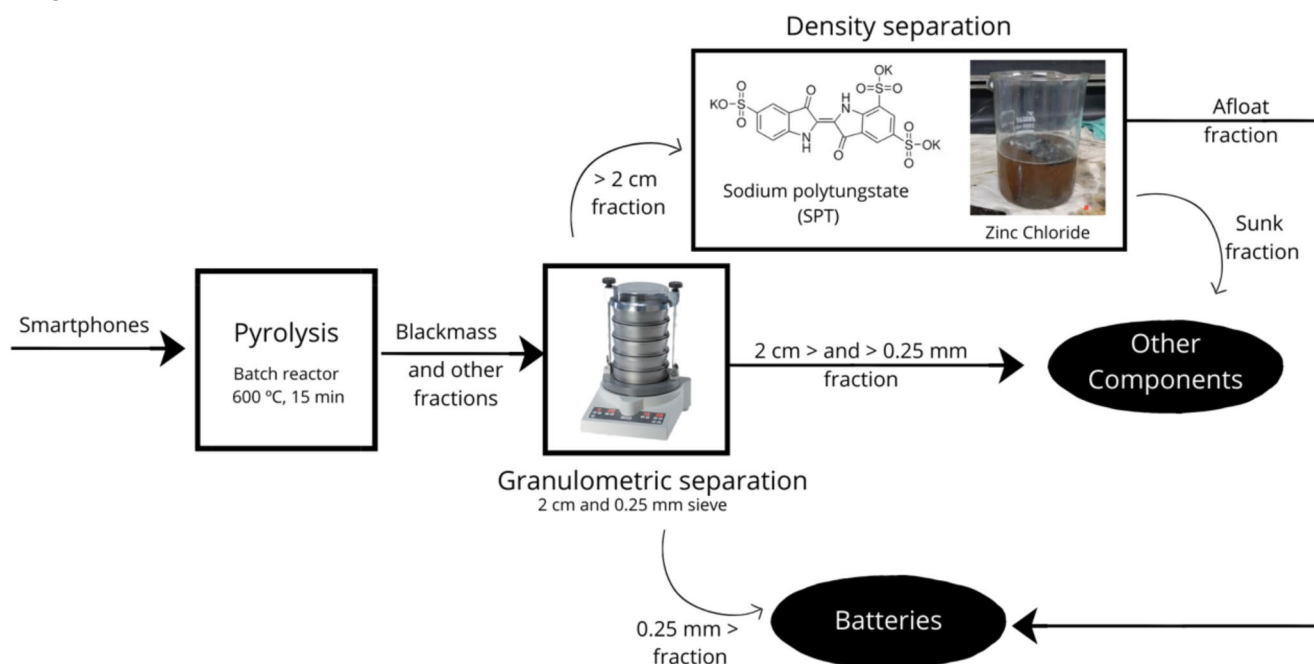 Density separation
KO
O
S
O
O
N
H
H
N
O
OK
O=S=O
O
S
OK
O
Sodium polytungstate
(SPT)
Zinc Chloride
Afloat
fraction
> 2 cm
fraction
Sunk
fraction
Smartphones
Pyrolysis
Batch reactor
600 ºC, 15 min
Blackmass
and other
fractions
2 cm > and > 0.25 mm
fraction
Other
Components
Granulometric separation
2 cm and 0.25 mm sieve
0.25 mm >
fraction
Batteries